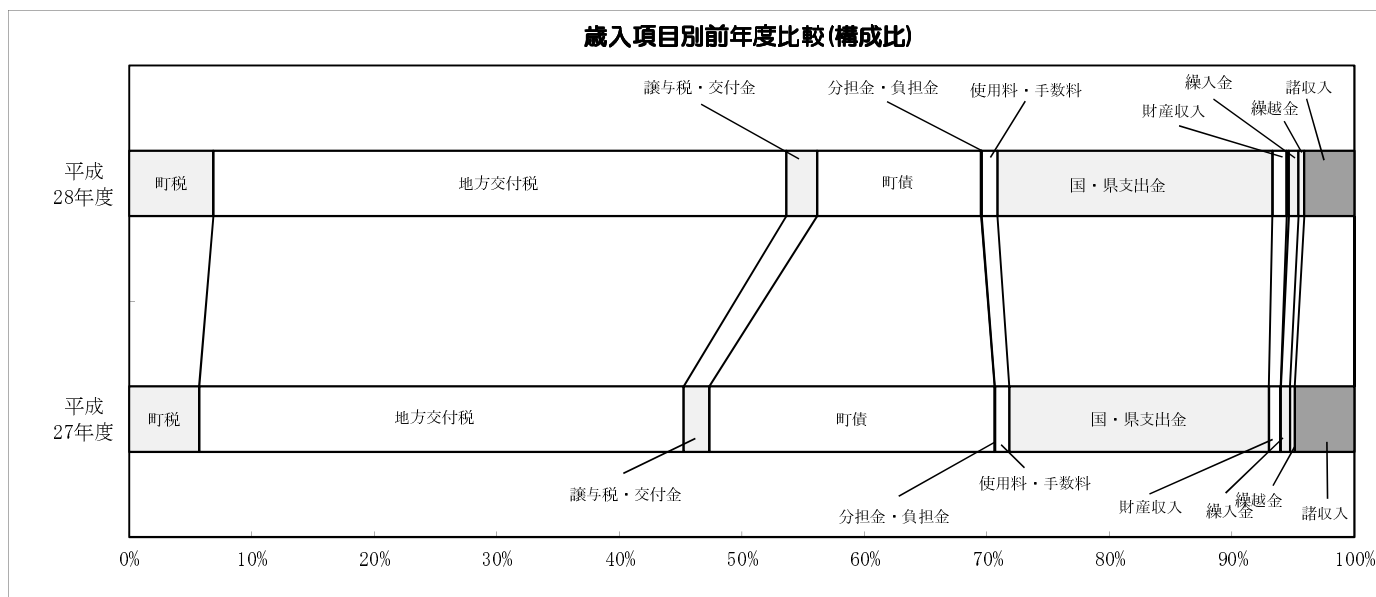 歳入項目別前年度比較(構成比)
譲与税・交付金
分担金・負担金
使用料・手数料
財産収入
繰入金
繰越金
諸収入
平成
28年度
町税
地方交付税
町債
国・県支出金
平成
27年度
町税
地方交付税
町債
国・県支出金
譲与税・交付金
分担金・負担金
使用料・手数料
財産収入
繰入金
繰越金
諸収入
0%
10%
20%
30%
40%
50%
60%
70%
80%
90%
100%